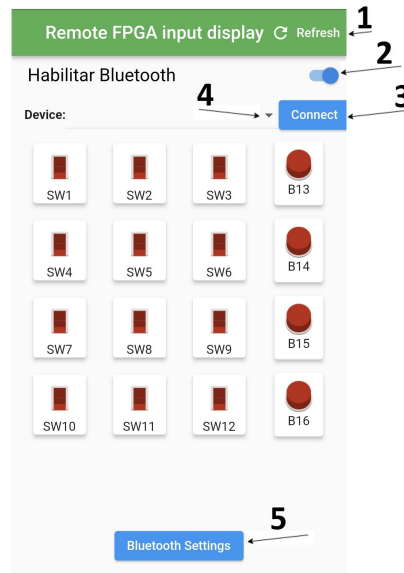 Remote FPGA input display Refresh 1
Habilitar Bluetooth 2
4
Device: Connect 3
SW1 SW2 SW3 B13
SW4 SW5 SW6 B14
SW7 SW8 SW9 B15
SW10 SW11 SW12 B16
5
Bluetooth Settings